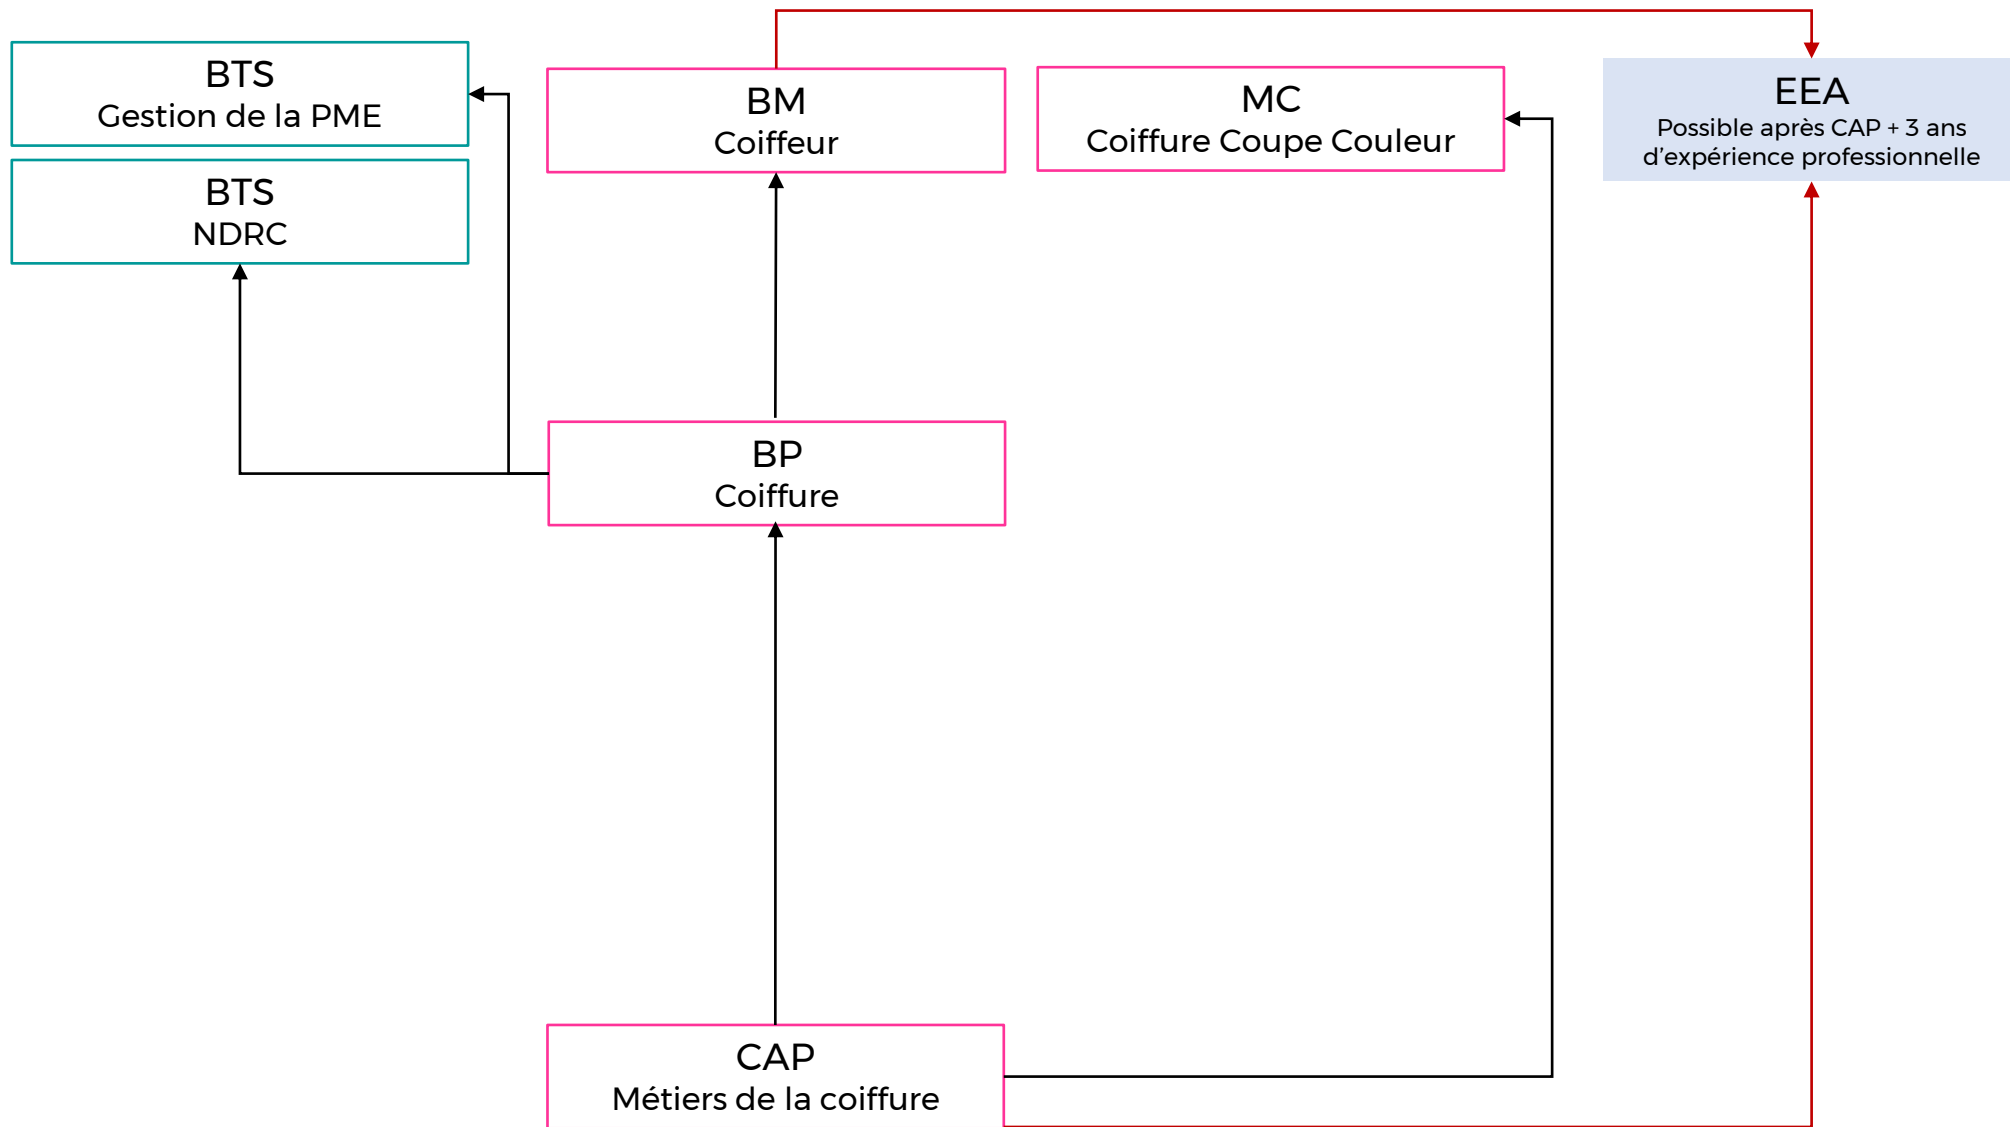 BTS
Gestion de la PME
BTS
NDRC
BM
Coiffeur
MC
Coiffure Coupe Couleur
EEA
Possible après CAP + 3 ans
d’expérience professionnelle
BP
Coiffure
CAP
Métiers de la coiffure